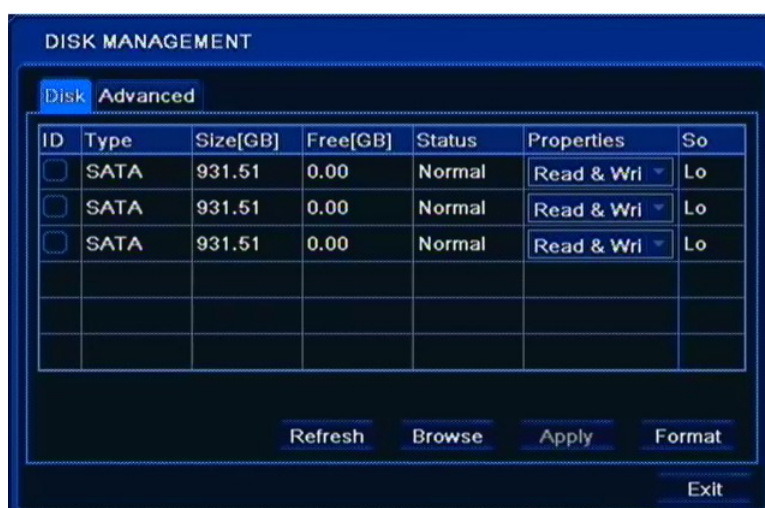 DISK MANAGEMENT
Disk Advanced
ID Type Size[GB] Free[GB] Status Properties So
SATA 931.51 0.00 Normal Read & Wri Lo
SATA 931.51 0.00 Normal Read & Wri Lo
SATA 931.51 0.00 Normal Read & Wri Lo
Refresh Browse Apply Format
Exit